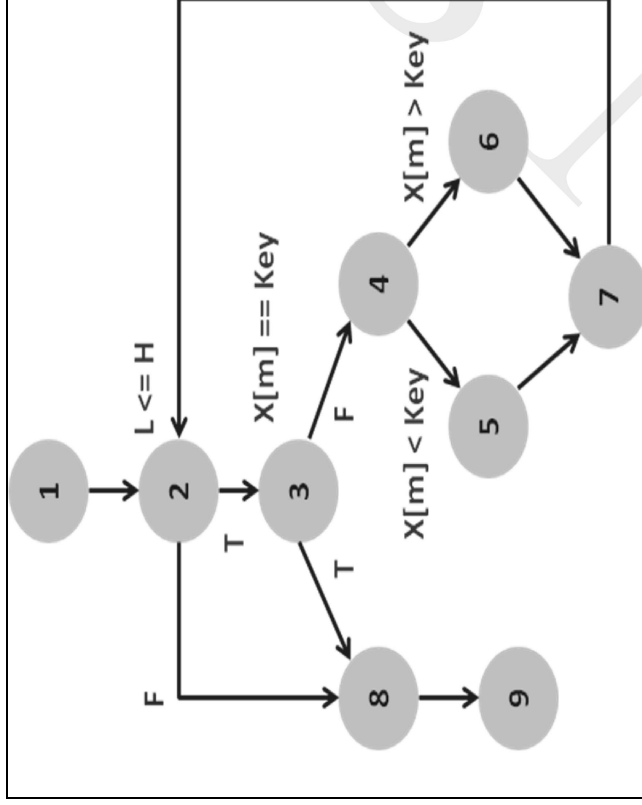 1
L <= H
2
F
T
3
X[m] == Key
T
F
8
4
X[m] < Key
X[m] > Key
5
6
9
7